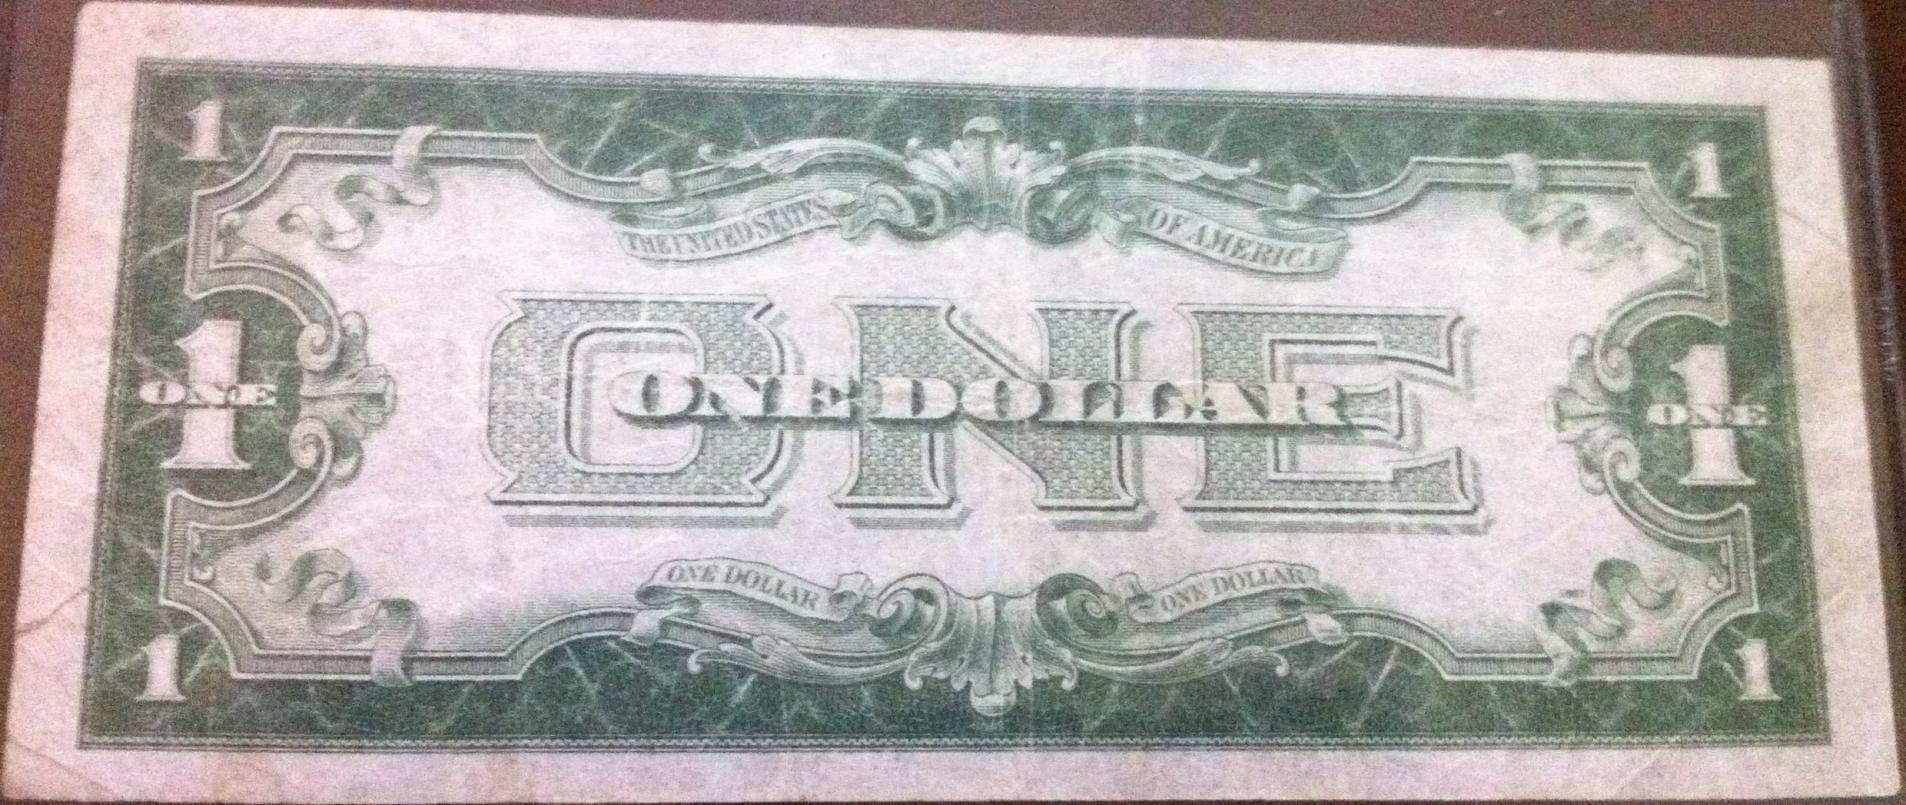 1 1
THE UNITED STATES OF AMERICA
ONE
1 ONE 1 ONE
ONE DOLLAR
ONE DOLLAR ONE DOLLAR
1 1